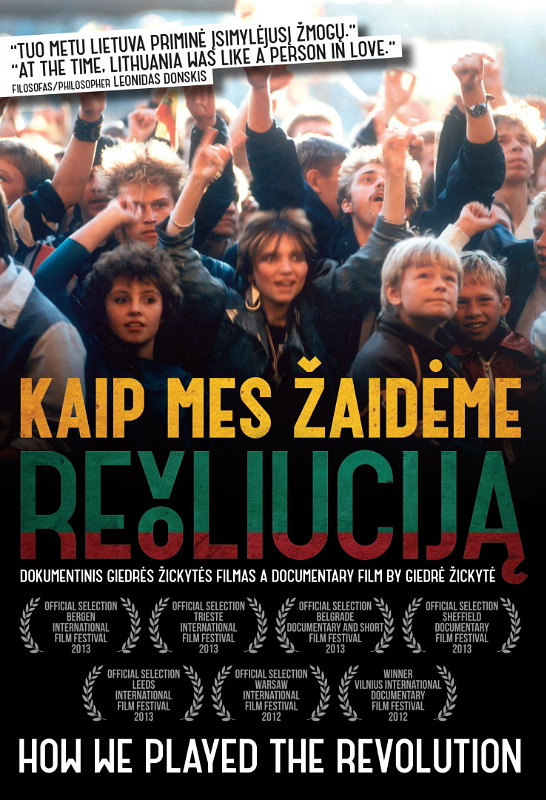 “TUO METU LIETUVA PRIMINĖ ĮSIMYLĖJUSĮ ŽMOGŲ.”
“AT THE TIME, LITHUANIA WAS LIKE A PERSON IN LOVE.”
FILOSOFAS/PHILOSOPHER LEONIDAS DONSKIS
KAIP MES ŽAIDĖME
REVOLIUCIJĄ
DOKUMENTINIS GIEDRĖS ŽICKYTĖS FILMAS A DOCUMENTARY FILM BY GIEDRĖ ŽICKYTĖ
OFFICIAL SELECTION
BERGEN
INTERNATIONAL
FILM FESTIVAL
2013
OFFICIAL SELECTION
TRIESTE
INTERNATIONAL
FILM FESTIVAL
2013
OFFICIAL SELECTION
BELGRADE
DOCUMENTARY AND SHORT
FILM FESTIVAL
2013
OFFICIAL SELECTION
SHEFFIELD
DOCUMENTARY
FILM FESTIVAL
2013
OFFICIAL SELECTION
LEEDS
INTERNATIONAL
FILM FESTIVAL
2013
OFFICIAL SELECTION
WARSAW
INTERNATIONAL
FILM FESTIVAL
2012
WINNER
VILNIUS INTERNATIONAL
DOCUMENTARY
FILM FESTIVAL
2012
HOW WE PLAYED THE REVOLUTION